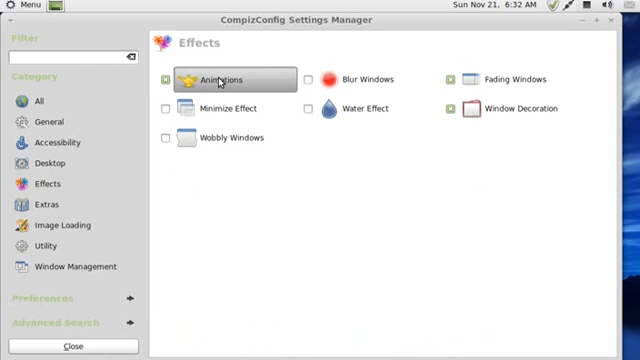 Menu
Sun Nov 21, 6:32 AM
CompizConfig Settings Manager
Filter
Category
All
General
Accessibility
Desktop
Effects
Extras
Image Loading
Utility
Window Management
Preferences
Advanced Search
Close
Effects
Animations
Blur Windows
Fading Windows
Minimize Effect
Water Effect
Window Decoration
Wobbly Windows